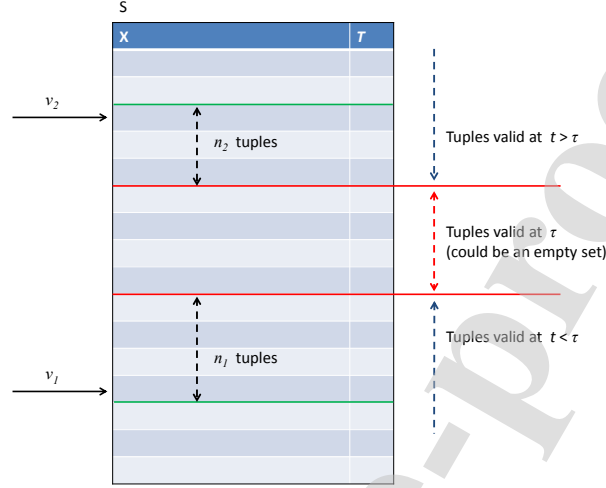 S
X T
v2
n2 tuples
Tuples valid at t > τ
Tuples valid at τ
(could be an empty set)
n1 tuples
Tuples valid at t < τ
v1
e-pro